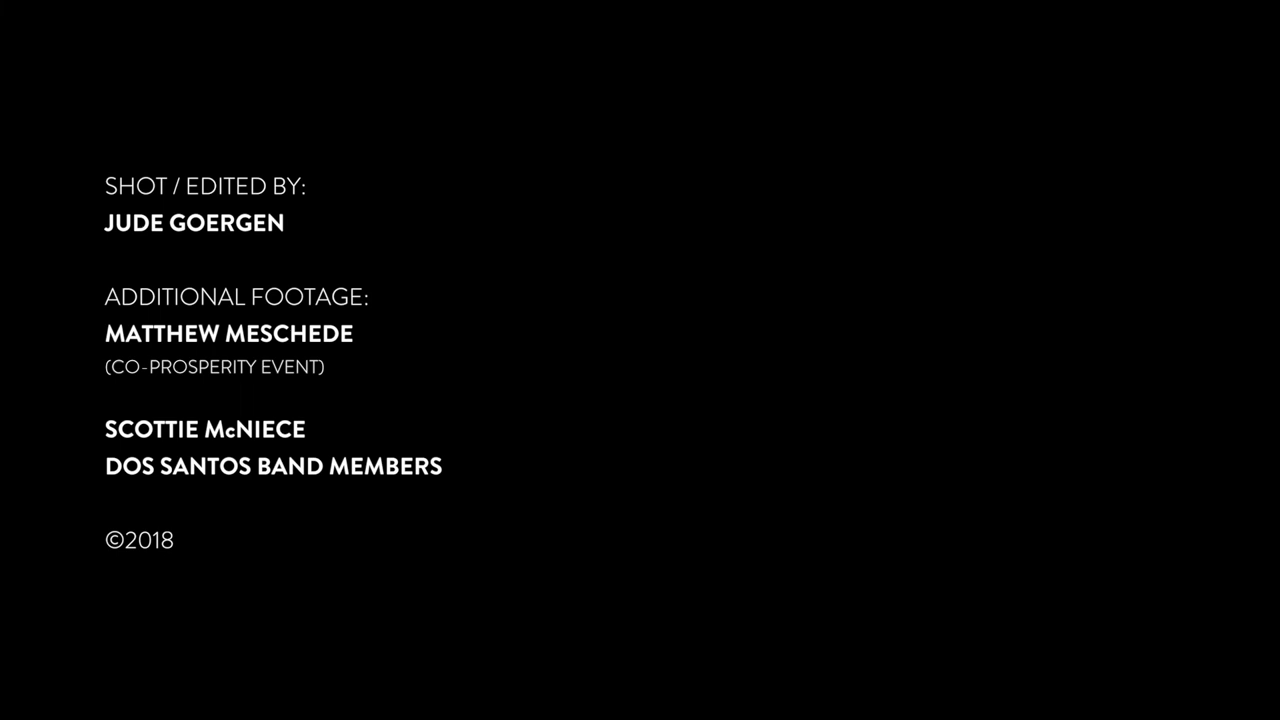 SHOT / EDITED BY:
JUDE GOERGEN
ADDITIONAL FOOTAGE:
MATTHEW MESCHEDE
(CO-PROSPERITY EVENT)
SCOTTIE McNIECE
DOS SANTOS BAND MEMBERS
©2018